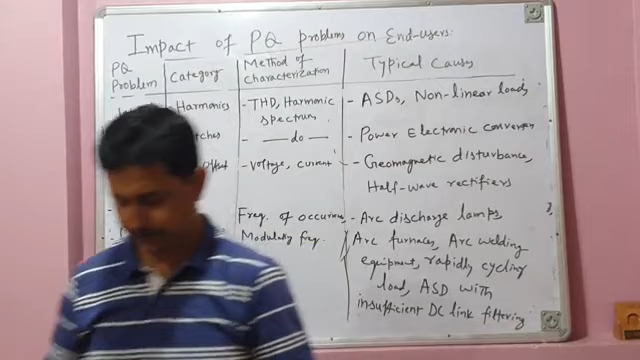 Impact of PQ problems on End-users:
PQ Problem | Category | Method of Characterization | Typical Causes
Harmonics - THD, Harmonic spectrum - ASDs, Non-linear loads
- do - - Power Electronic converters
- Voltage, current - Geomagnetic disturbance,
Half-wave rectifiers
Freq. of occurrence - Arc discharge lamps
Modulating freq. Arc furnaces, Arc welding
equipment, rapidly cycling
load, ASD with
insufficient DC link filtering